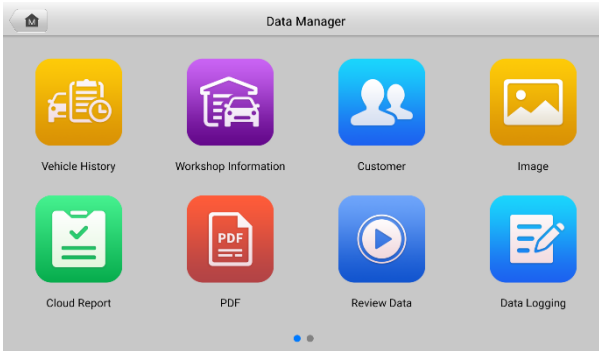 M
Data Manager
Vehicle History
Workshop Information
Customer
Image
PDF
Cloud Report
PDF
Review Data
Data Logging